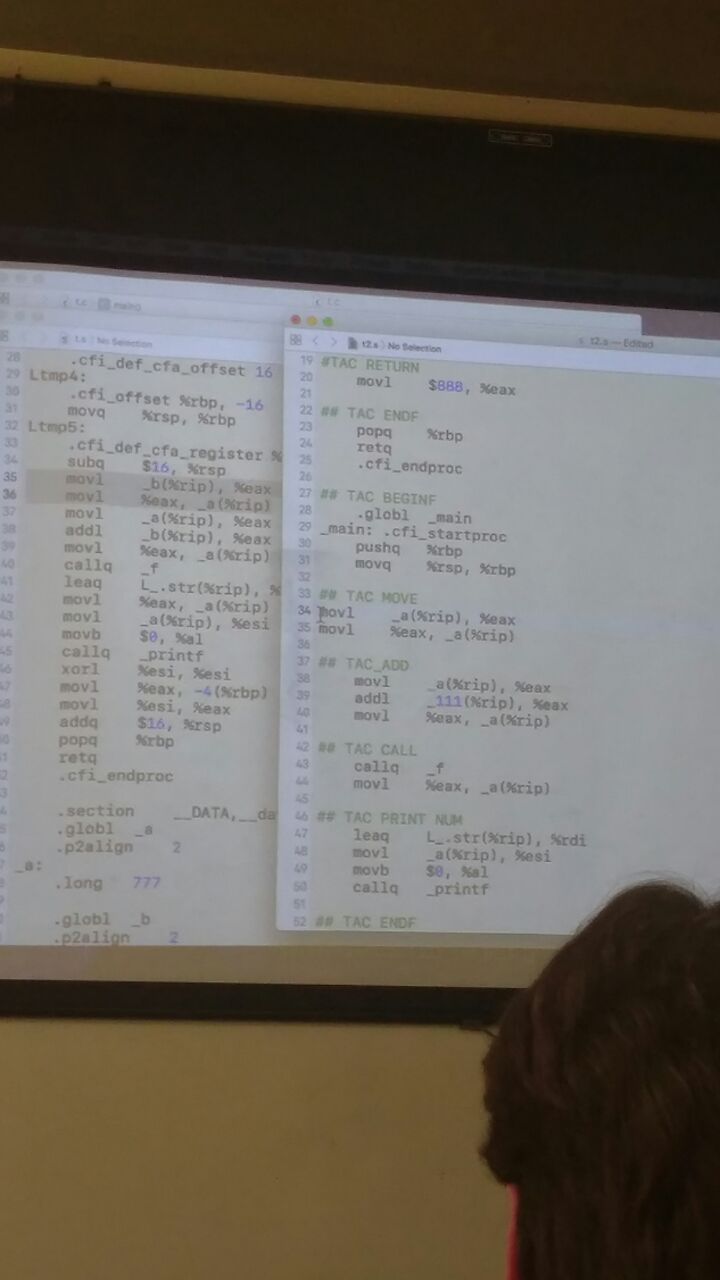 t.c main()
t.c
t.s No Selection
28 .cfi_def_cfa_offset 16
29 Ltmp4:
30 .cfi_offset %rbp, -16
31 movq %rsp, %rbp
32 Ltmp5:
33 .cfi_def_cfa_register %
34 subq $16, %rsp
35 movl _b(%rip), %eax
36 movl %eax, _a(%rip)
37 movl _a(%rip), %eax
38 addl _b(%rip), %eax
39 movl %eax, _a(%rip)
40 callq _f
41 leaq L_.str(%rip), %
42 movl %eax, _a(%rip)
43 movl _a(%rip), %esi
44 movb $0, %al
45 callq _printf
46 xorl %esi, %esi
47 movl %eax, -4(%rbp)
48 movl %esi, %eax
49 addq $16, %rsp
popq %rbp
retq
.cfi_endproc
.section __DATA,__da
.globl _a
.p2align 2
_a:
.long 777
.globl _b
.p2align 2
t2.s No Selection
t2.s — Edited
19 #TAC RETURN
20 movl $888, %eax
21
22 ## TAC ENDF
23 popq %rbp
24 retq
25 .cfi_endproc
26
27 ## TAC BEGINF
28 .globl _main
29 _main: .cfi_startproc
30 pushq %rbp
31 movq %rsp, %rbp
32
33 ## TAC MOVE
34 movl _a(%rip), %eax
35 movl %eax, _a(%rip)
36
37 ## TAC_ADD
38 movl _a(%rip), %eax
39 addl _111(%rip), %eax
40 movl %eax, _a(%rip)
41
42 ## TAC CALL
43 callq _f
44 movl %eax, _a(%rip)
45
46 ## TAC PRINT NUM
47 leaq L_.str(%rip), %rdi
48 movl _a(%rip), %esi
49 movb $0, %al
50 callq _printf
51
52 ## TAC ENDF